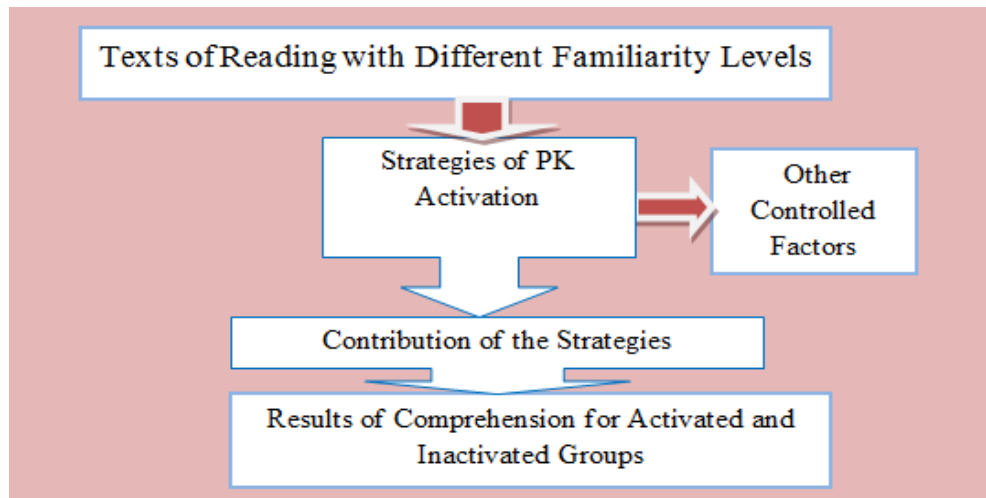 Texts of Reading with Different Familiarity Levels
Strategies of PK
Activation
Other
Controlled
Factors
Contribution of the Strategies
Results of Comprehension for Activated and
Inactivated Groups